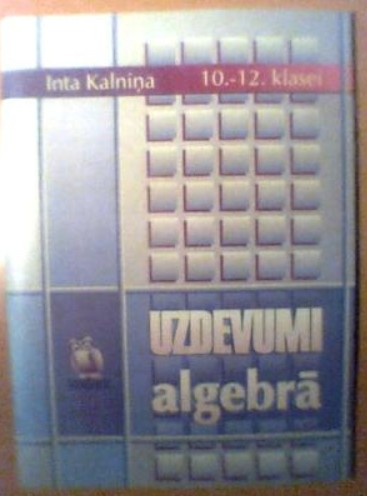 Inta Kalniņa 10.-12. klasei
UZDEVUMI
algebrā